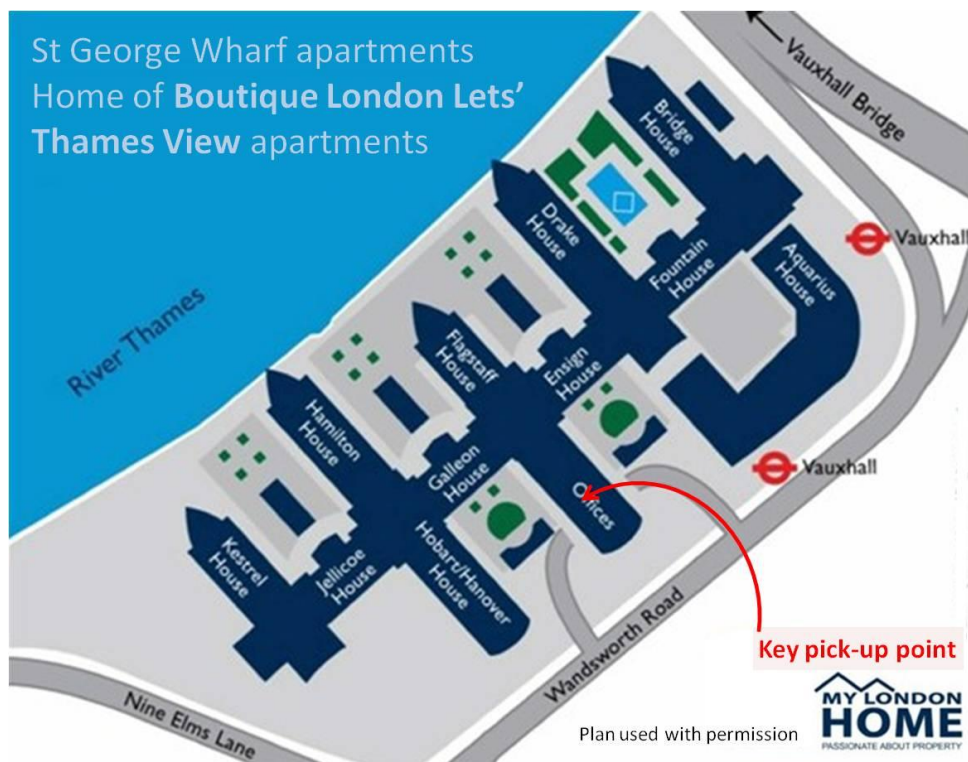 St George Wharf apartments
Home of Boutique London Lets’
Thames View apartments
Vauxhall
Bridge
Bridge
House
Drake
House
Fountain
House
Aquarius
House
Vauxhall
River Thames
Flagstaff
House
Ensign
House
Hamilton
House
Galleon
House
Offices
Vauxhall
Kestrel
House
Jellicoe
House
Hobart/Hanover
House
Wandsworth Road
Key pick-up point
Nine Elms Lane
Plan used with permission
MY LONDON
HOME
PASSIONATE ABOUT PROPERTY